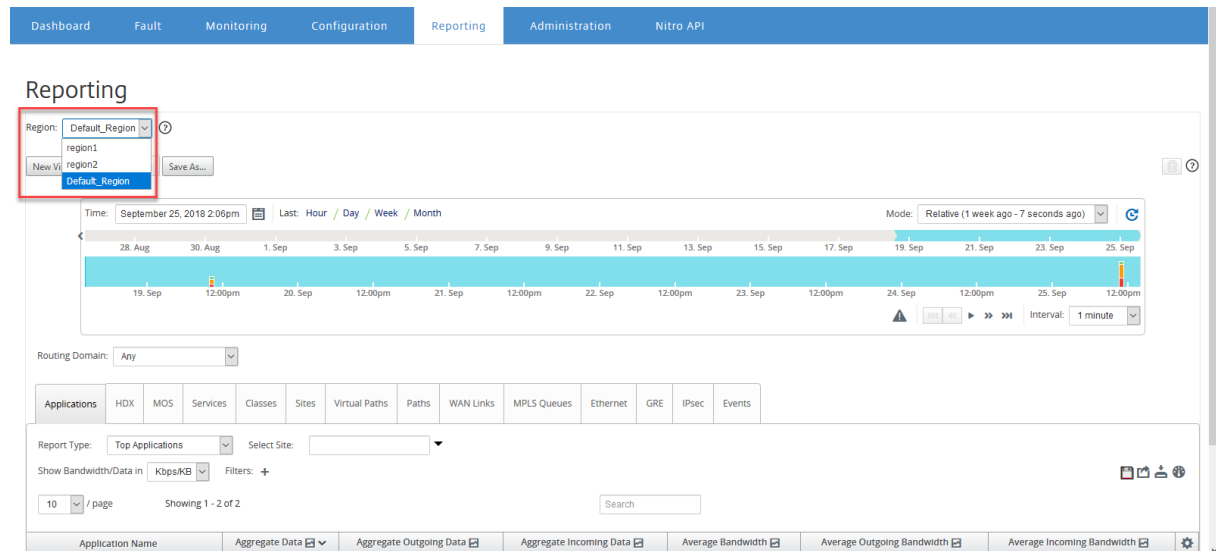 Dashboard Fault Monitoring Configuration Reporting Administration Nitro API
Reporting
Region: Default_Region
region1
region2
Default_Region
New Vi Save As...
Time: September 25, 2018 2:06pm Last: Hour / Day / Week / Month Mode: Relative (1 week ago - 7 seconds ago)
28. Aug 30. Aug 1. Sep 3. Sep 5. Sep 7. Sep 9. Sep 11. Sep 13. Sep 15. Sep 17. Sep 19. Sep 21. Sep 23. Sep 25. Sep
19. Sep 12:00pm 20. Sep 12:00pm 21. Sep 12:00pm 22. Sep 12:00pm 23. Sep 12:00pm 24. Sep 12:00pm 25. Sep 12:00pm
Interval: 1 minute
Routing Domain: Any
Applications HDX MOS Services Classes Sites Virtual Paths Paths WAN Links MPLS Queues Ethernet GRE IPsec Events
Report Type: Top Applications Select Site:
Show Bandwidth/Data in Kbps/KB Filters: +
10 / page Showing 1 - 2 of 2 Search
Application Name Aggregate Data Aggregate Outgoing Data Aggregate Incoming Data Average Bandwidth Average Outgoing Bandwidth Average Incoming Bandwidth